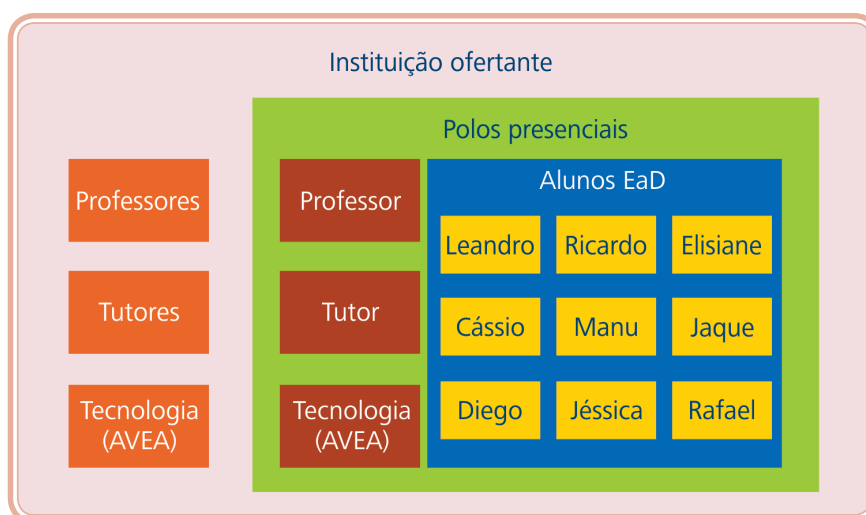 Instituição ofertante
Polos presenciais
Professores
Tutores
Tecnologia
(AVEA)
Professor
Tutor
Tecnologia
(AVEA)
Alunos EaD
Leandro
Ricardo
Elisiane
Cássio
Manu
Jaque
Diego
Jéssica
Rafael